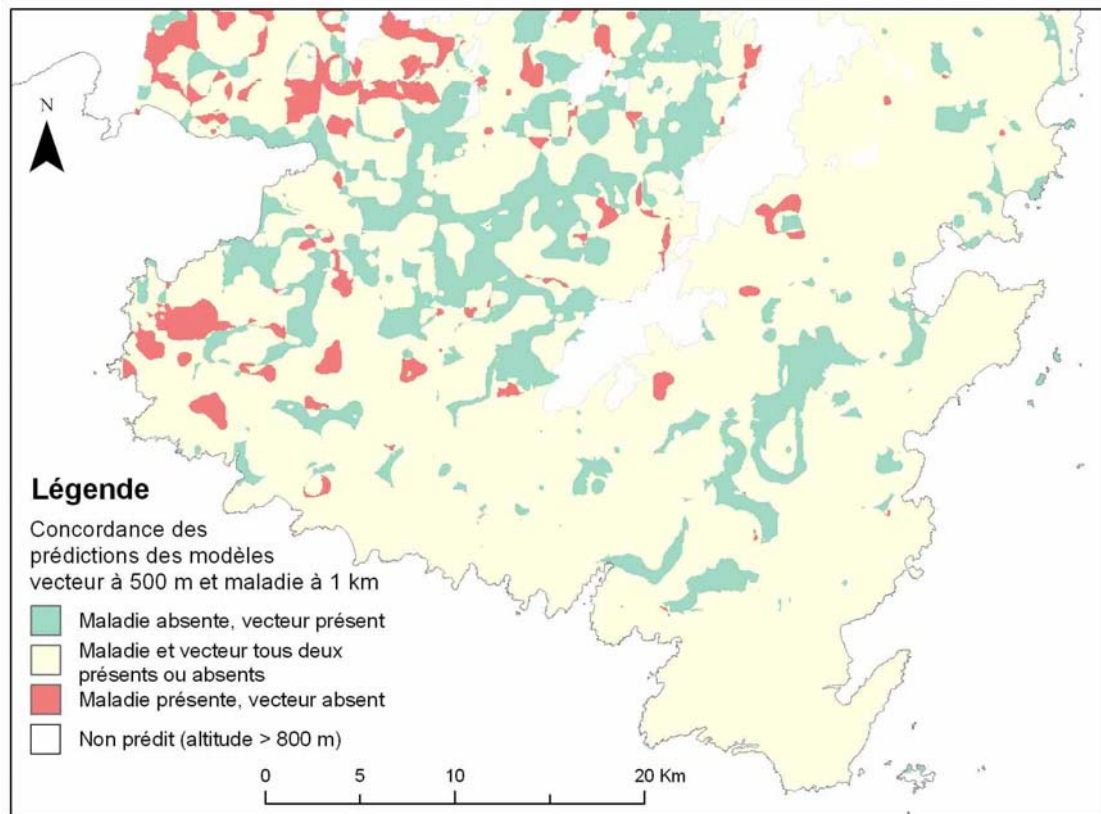 N
Légende
Concordance des
prédictions des modèles
vecteur à 500 m et maladie à 1 km
Maladie absente, vecteur présent
Maladie et vecteur tous deux
présents ou absents
Maladie présente, vecteur absent
Non prédit (altitude > 800 m)
0 5 10 20 Km